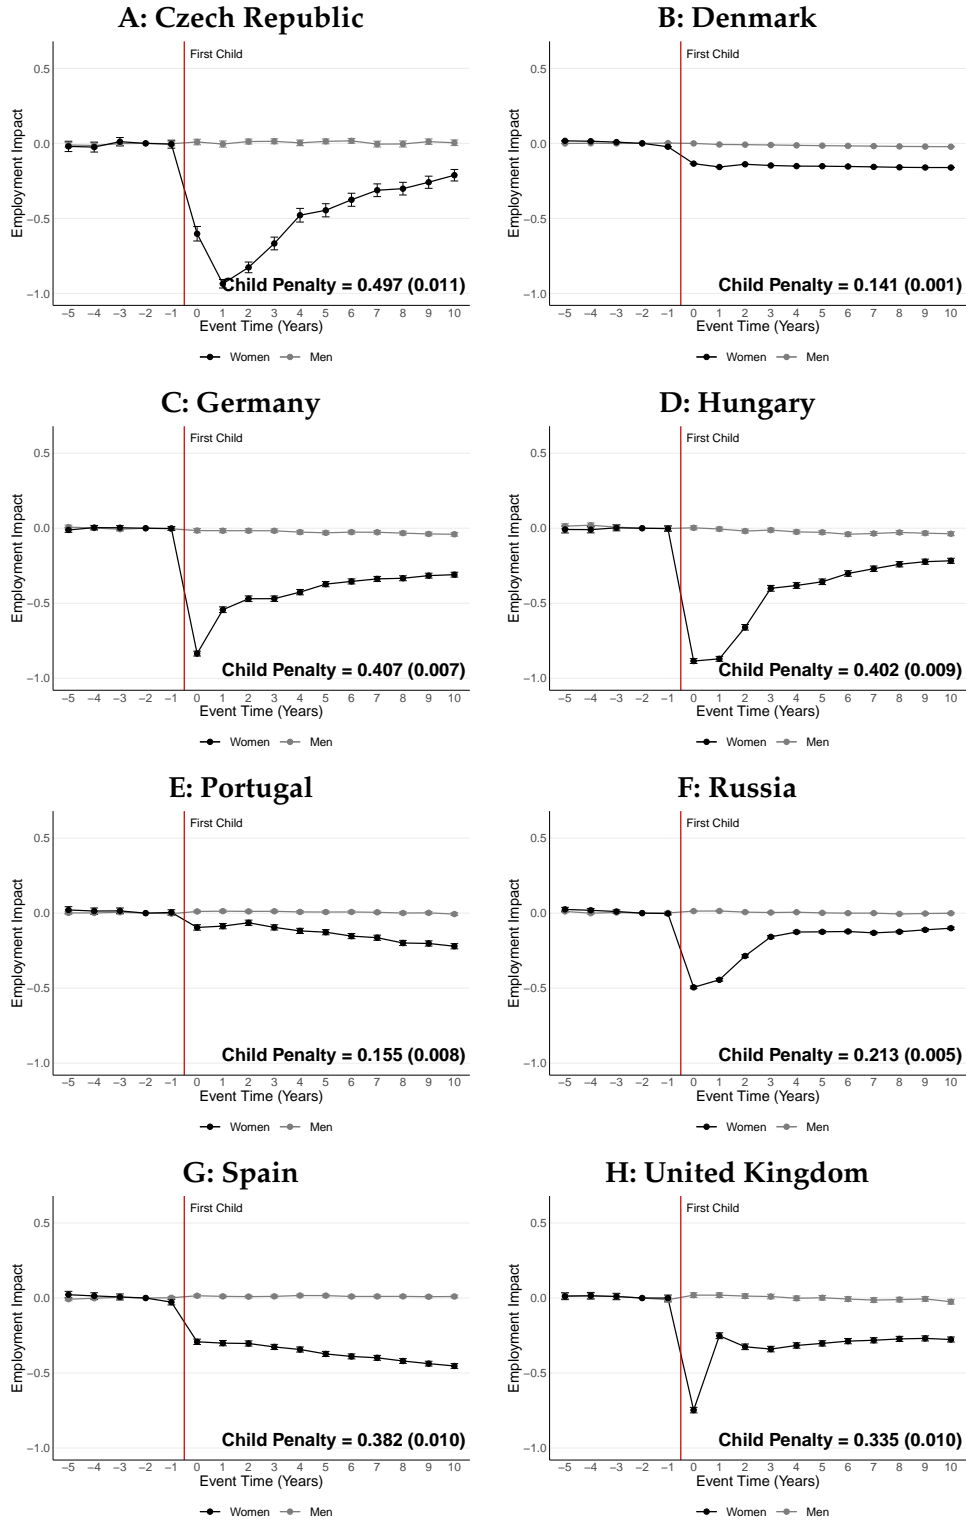 A: Czech Republic
First Child
0.5
0.0
−0.5
−1.0
Employment Impact
Child Penalty = 0.497 (0.011)
−5 −4 −3 −2 −1 0 1 2 3 4 5 6 7 8 9 10
Event Time (Years)
Women Men
B: Denmark
First Child
0.5
0.0
−0.5
−1.0
Employment Impact
Child Penalty = 0.141 (0.001)
−5 −4 −3 −2 −1 0 1 2 3 4 5 6 7 8 9 10
Event Time (Years)
Women Men
C: Germany
First Child
0.5
0.0
−0.5
−1.0
Employment Impact
Child Penalty = 0.407 (0.007)
−5 −4 −3 −2 −1 0 1 2 3 4 5 6 7 8 9 10
Event Time (Years)
Women Men
D: Hungary
First Child
0.5
0.0
−0.5
−1.0
Employment Impact
Child Penalty = 0.402 (0.009)
−5 −4 −3 −2 −1 0 1 2 3 4 5 6 7 8 9 10
Event Time (Years)
Women Men
E: Portugal
First Child
0.5
0.0
−0.5
−1.0
Employment Impact
Child Penalty = 0.155 (0.008)
−5 −4 −3 −2 −1 0 1 2 3 4 5 6 7 8 9 10
Event Time (Years)
Women Men
F: Russia
First Child
0.5
0.0
−0.5
−1.0
Employment Impact
Child Penalty = 0.213 (0.005)
−5 −4 −3 −2 −1 0 1 2 3 4 5 6 7 8 9 10
Event Time (Years)
Women Men
G: Spain
First Child
0.5
0.0
−0.5
−1.0
Employment Impact
Child Penalty = 0.382 (0.010)
−5 −4 −3 −2 −1 0 1 2 3 4 5 6 7 8 9 10
Event Time (Years)
Women Men
H: United Kingdom
First Child
0.5
0.0
−0.5
−1.0
Employment Impact
Child Penalty = 0.335 (0.010)
−5 −4 −3 −2 −1 0 1 2 3 4 5 6 7 8 9 10
Event Time (Years)
Women Men